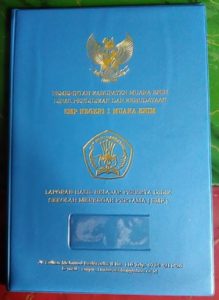 PEMERINTAH KABUPATEN MUARA ENIM
DINAS PENDIDIKAN DAN KEBUDAYAAN
SMP NEGERI 1 MUARA ENIM
LAPORAN HASIL BELAJAR PESERTA DIDIK
SEKOLAH MENENGAH PERTAMA (SMP)